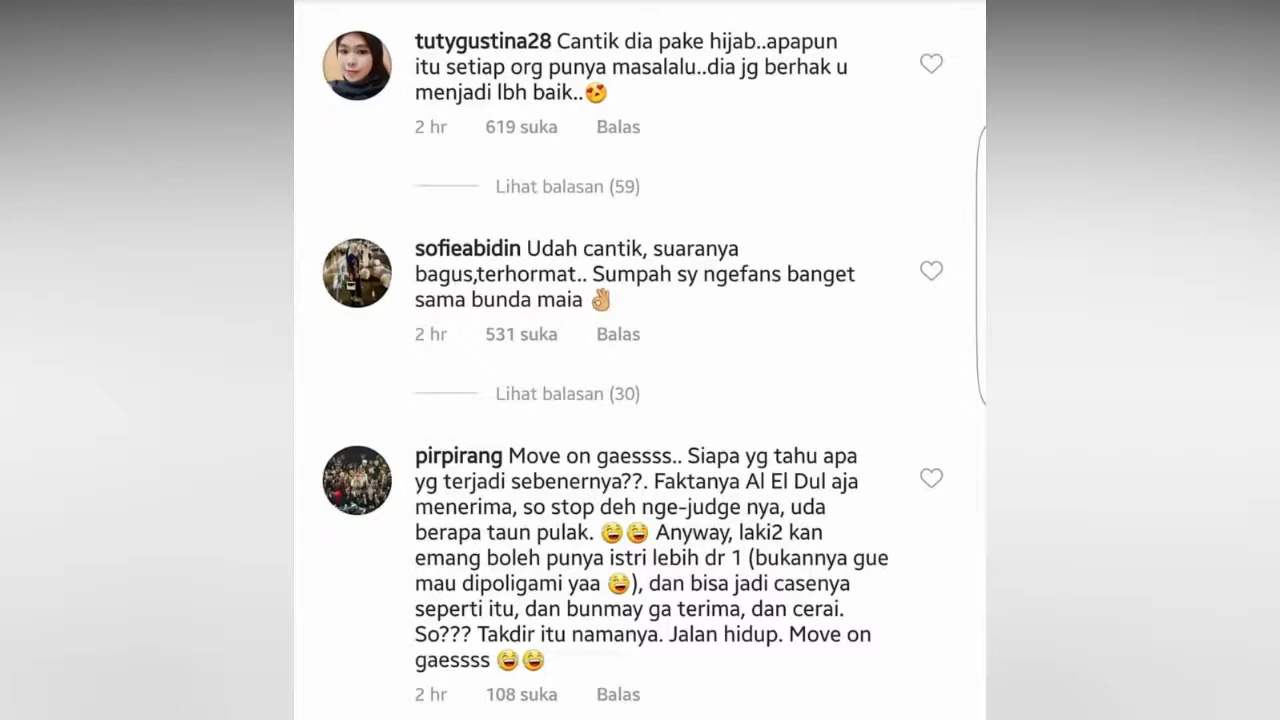 tutygustina28 Cantik dia pake hijab..apapun
itu setiap org punya masalalu..dia jg berhak u
menjadi lbh baik..😍
2 hr 619 suka Balas
Lihat balasan (59)
sofieabidin Udah cantik, suaranya
bagus,terhormat.. Sumpah sy ngefans banget
sama bunda maia 👌🏼
2 hr 531 suka Balas
Lihat balasan (30)
pirpirang Move on gaessss.. Siapa yg tahu apa
yg terjadi sebenernya??. Faktanya Al El Dul aja
menerima, so stop deh nge-judge nya, uda
berapa taun pulak. 😂😂 Anyway, laki2 kan
emang boleh punya istri lebih dr 1 (bukannya gue
mau dipoligami yaa 😅), dan bisa jadi casenya
seperti itu, dan bunmay ga terima, dan cerai.
So??? Takdir itu namanya. Jalan hidup. Move on
gaessss 😂😂
2 hr 108 suka Balas